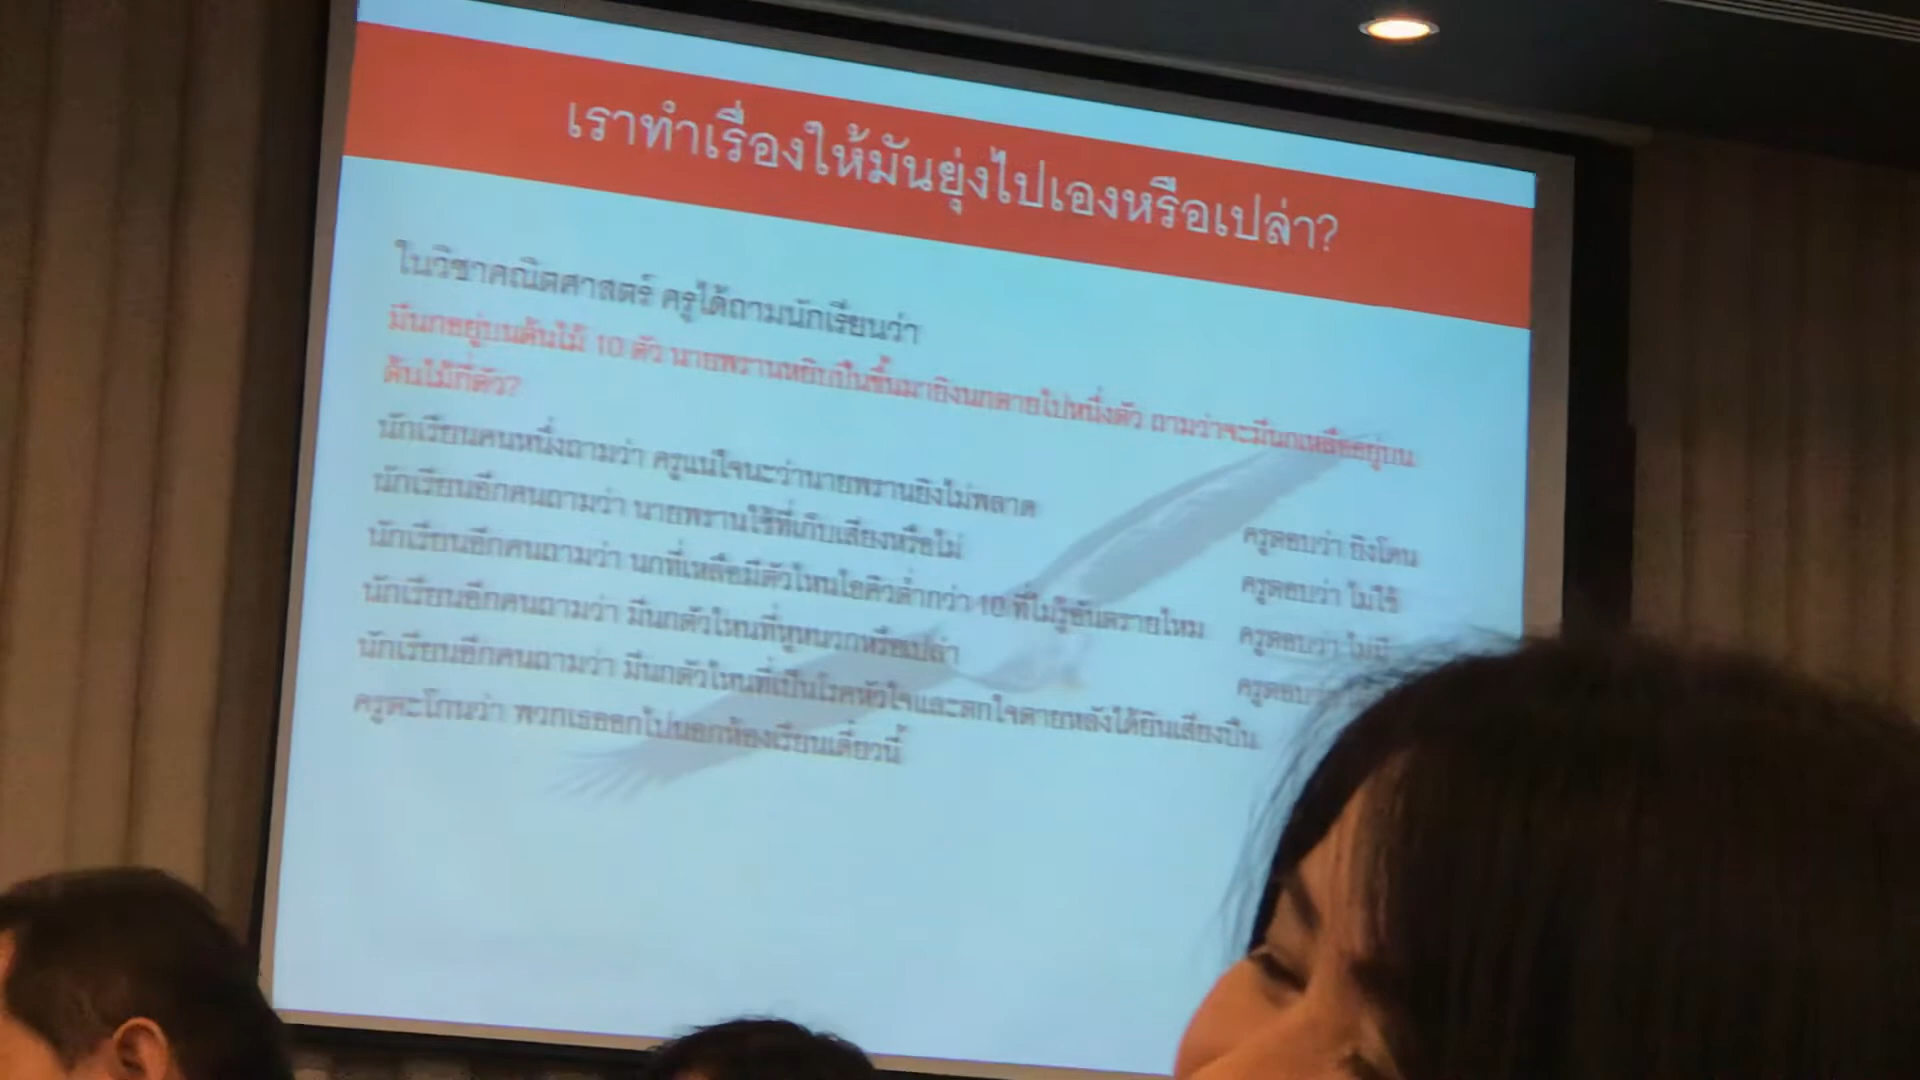 เราทำเรื่องให้มันยุ่งไปเองหรือเปล่า?
ในวิชาคณิตศาสตร์ ครูได้ถามนักเรียนว่า
มีนกอยู่บนต้นไม้ 10 ตัว นายพรานหยิบปืนขึ้นมายิงนกตายไปหนึ่งตัว ถามว่าจะมีนกเหลืออยู่บน
ต้นไม้กี่ตัว?
นักเรียนคนหนึ่งถามว่า ครูแน่ใจนะว่านายพรานยิงไม่พลาด ครูตอบว่า ยิงโดน
นักเรียนอีกคนถามว่า นายพรานใช้ที่เก็บเสียงหรือไม่ ครูตอบว่า ไม่ใช้
นักเรียนอีกคนถามว่า นกที่เหลือมีตัวไหนไอคิวต่ำกว่า 10 ที่ไม่รู้อันตรายไหม ครูตอบว่า ไม่มี
นักเรียนอีกคนถามว่า มีนกตัวไหนที่หูหนวกหรือเปล่า ครูตอบว่า
นักเรียนอีกคนถามว่า มีนกตัวไหนที่เป็นโรคหัวใจและตกใจตายหลังได้ยินเสียงปืน
ครูตะโกนว่า พวกเธอออกไปนอกห้องเรียนเดี๋ยวนี้